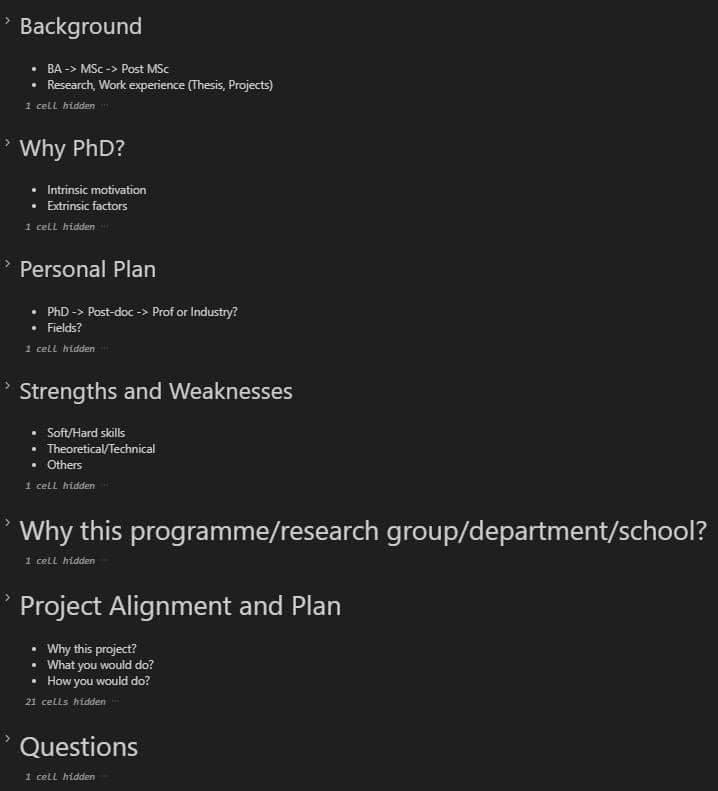 Background
BA -> MSc -> Post MSc
Research, Work experience (Thesis, Projects)
1 cell hidden ...
Why PhD?
Intrinsic motivation
Extrinsic factors
1 cell hidden ...
Personal Plan
PhD -> Post-doc -> Prof or Industry?
Fields?
1 cell hidden ...
Strengths and Weaknesses
Soft/Hard skills
Theoretical/Technical
Others
1 cell hidden ...
Why this programme/research group/department/school?
1 cell hidden ...
Project Alignment and Plan
Why this project?
What you would do?
How you would do?
21 cells hidden ...
Questions
1 cell hidden ...